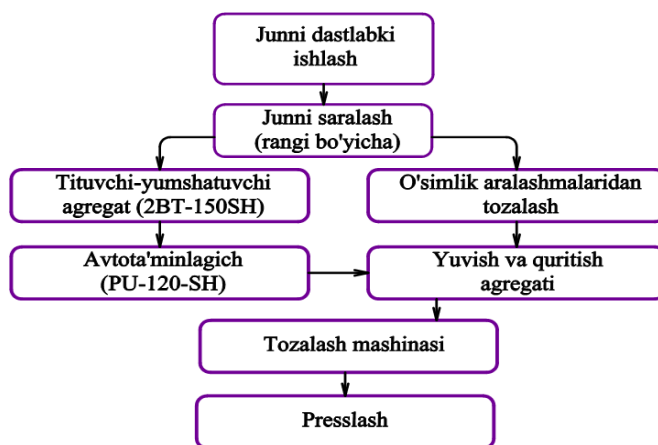 Junni dastlabki
ishlash
Junni saralash
(rangi bo'yicha)
Tituvchi-yumshatuvchi
agregat (2BT-150SH)
O'simlik aralashmalaridan
tozalash
Avtota'minlagich
(PU-120-SH)
Yuvish va quritish
agregati
Tozalash mashinasi
Presslash